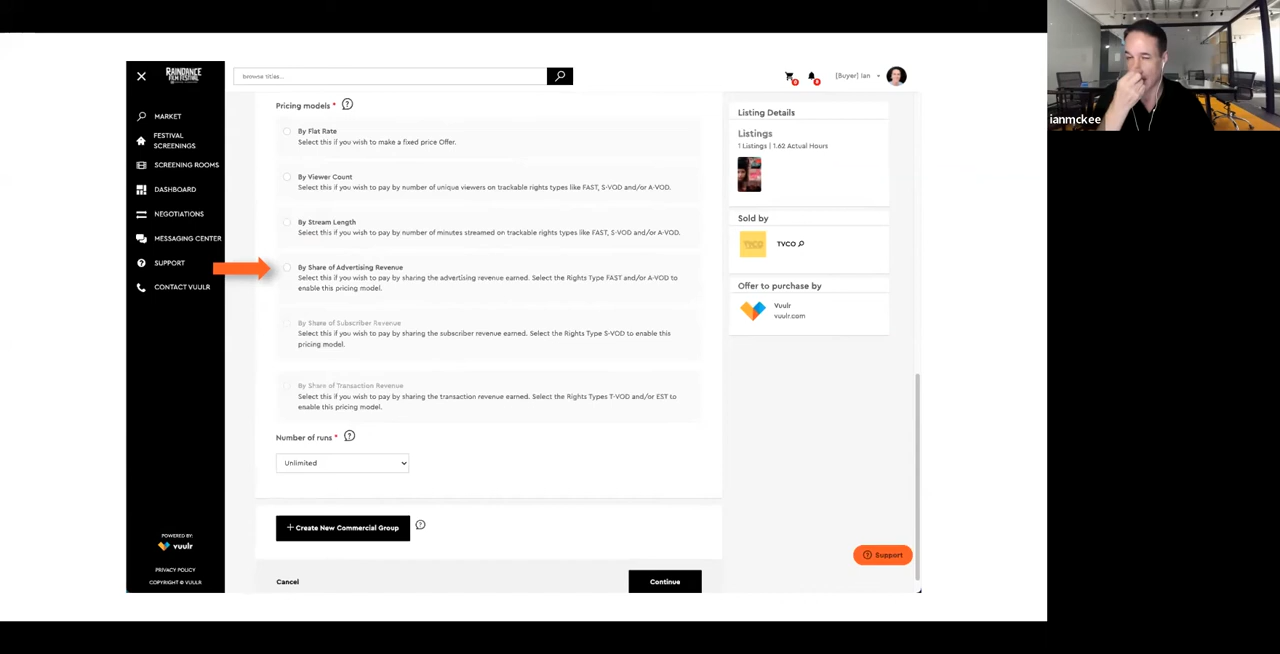 RAINDANCE
FILM FESTIVAL
browse titles...
[Buyer] Ian
MARKET
FESTIVAL
SCREENINGS
SCREENING ROOMS
DASHBOARD
NEGOTIATIONS
MESSAGING CENTER
SUPPORT
CONTACT VUULR
POWERED BY:
vuulr
PRIVACY POLICY
COPYRIGHT © VUULR
Pricing models *
By Flat Rate
Select this if you wish to make a fixed price Offer.
By Viewer Count
Select this if you wish to pay by number of unique viewers on trackable rights types like FAST, S-VOD and/or A-VOD.
By Stream Length
Select this if you wish to pay by number of minutes streamed on trackable rights types like FAST, S-VOD and/or A-VOD.
By Share of Advertising Revenue
Select this if you wish to pay by sharing the advertising revenue earned. Select the Rights Type FAST and/or A-VOD to
enable this pricing model.
By Share of Subscriber Revenue
Select this if you wish to pay by sharing the subscriber revenue earned. Select the Rights Type S-VOD to enable this
pricing model.
By Share of Transaction Revenue
Select this if you wish to pay by sharing the transaction revenue earned. Select the Rights Types T-VOD and/or EST to
enable this pricing model.
Number of runs *
Unlimited
+ Create New Commercial Group
Cancel
Continue
Listing Details
Listings
1 Listings | 1.62 Actual Hours
Sold by
TVCO
TVCO
Offer to purchase by
Vuulr
vuulr.com
Support
ianmckee